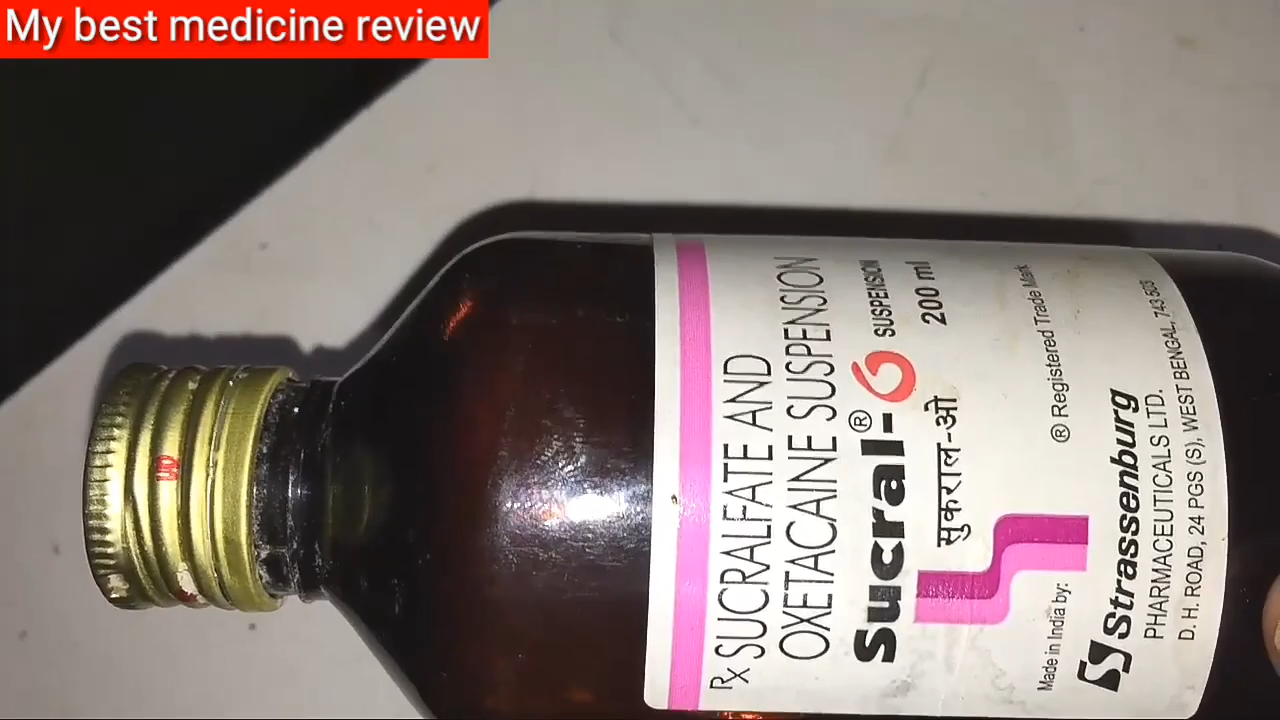 My best medicine review
Rx SUCRALFATE AND
OXETACAINE SUSPENSION
Sucral®-O SUSPENSION
सुकराल-ओ 200 ml
® Registered Trade Mark
Made in India by:
Strassenburg
PHARMACEUTICALS LTD.
D. H. ROAD, 24 PGS (S), WEST BENGAL, 743 503